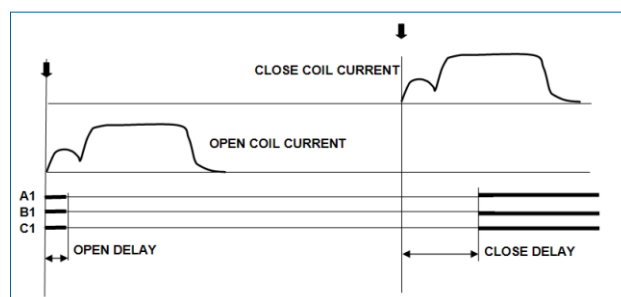 CLOSE COIL CURRENT
OPEN COIL CURRENT
A1
B1
C1
OPEN DELAY
CLOSE DELAY